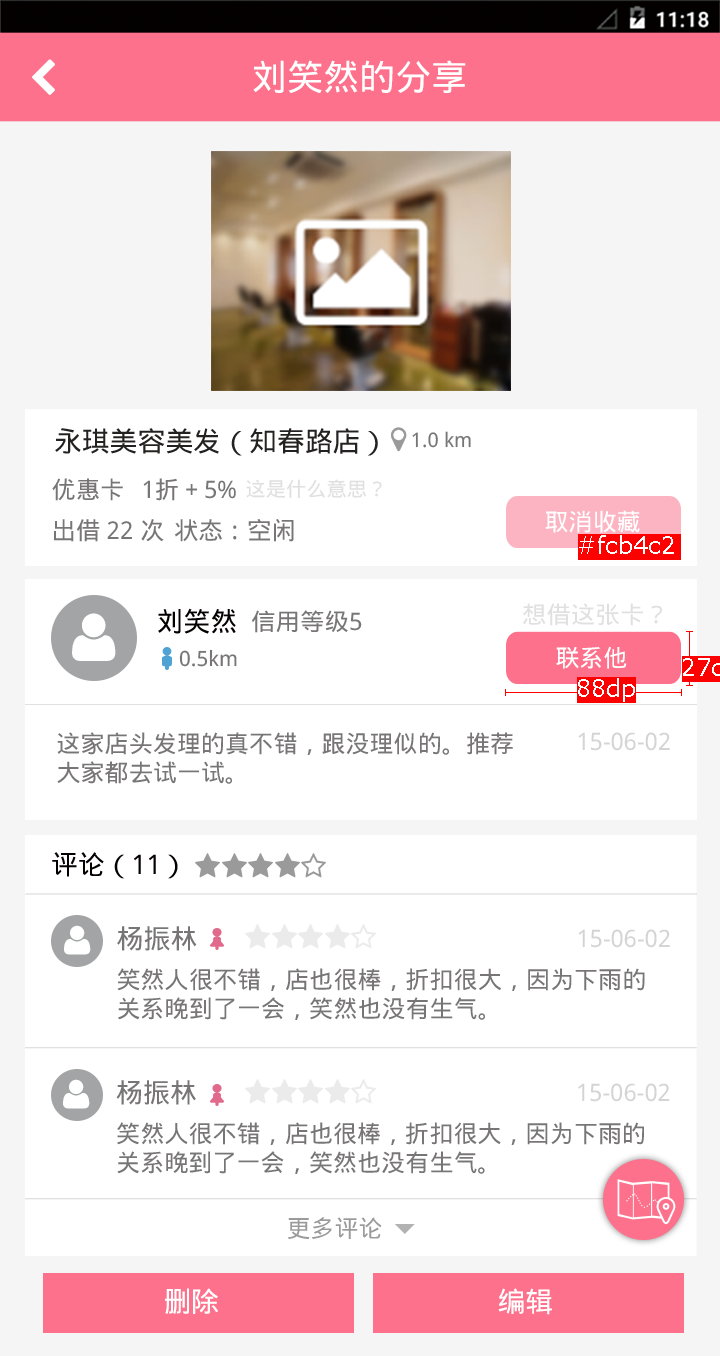 11:18
刘笑然的分享
永琪美容美发（知春路店） 1.0 km
优惠卡 1折 + 5% 这是什么意思？
出借 22 次 状态：空闲
取消收藏
#fcb4c2
刘笑然 信用等级5
想借这张卡？
0.5km
联系他
27d
88dp
这家店头发理的真不错，跟没理似的。推荐
大家都去试一试。
15-06-02
评论（11）
杨振林
15-06-02
笑然人很不错，店也很棒，折扣很大，因为下雨的
关系晚到了一会，笑然也没有生气。
杨振林
15-06-02
笑然人很不错，店也很棒，折扣很大，因为下雨的
关系晚到了一会，笑然也没有生气。
更多评论
删除
编辑